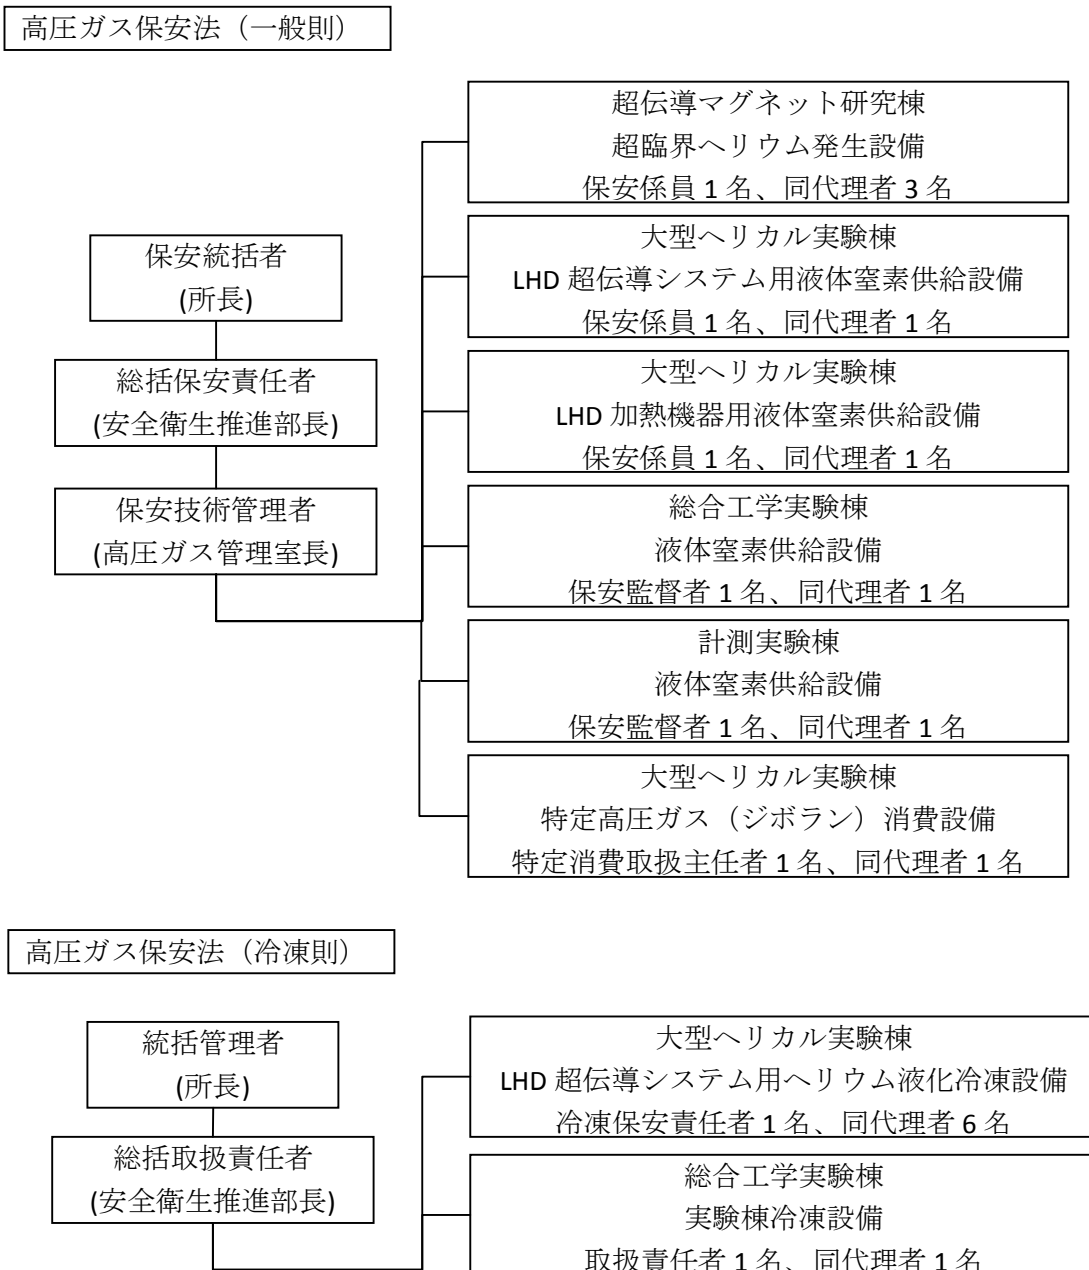 高圧ガス保安法（一般則）
保安統括者
(所長)
総括保安責任者
(安全衛生推進部長)
保安技術管理者
(高圧ガス管理室長)
超伝導マグネット研究棟
超臨界ヘリウム発生設備
保安係員 1 名、同代理者 3 名
大型ヘリカル実験棟
LHD 超伝導システム用液体窒素供給設備
保安係員 1 名、同代理者 1 名
大型ヘリカル実験棟
LHD 加熱機器用液体窒素供給設備
保安係員 1 名、同代理者 1 名
総合工学実験棟
液体窒素供給設備
保安監督者 1 名、同代理者 1 名
計測実験棟
液体窒素供給設備
保安監督者 1 名、同代理者 1 名
大型ヘリカル実験棟
特定高圧ガス（ジボラン）消費設備
特定消費取扱主任者 1 名、同代理者 1 名
高圧ガス保安法（冷凍則）
統括管理者
(所長)
総括取扱責任者
(安全衛生推進部長)
大型ヘリカル実験棟
LHD 超伝導システム用ヘリウム液化冷凍設備
冷凍保安責任者 1 名、同代理者 6 名
総合工学実験棟
実験棟冷凍設備
取扱責任者 1 名、同代理者 1 名